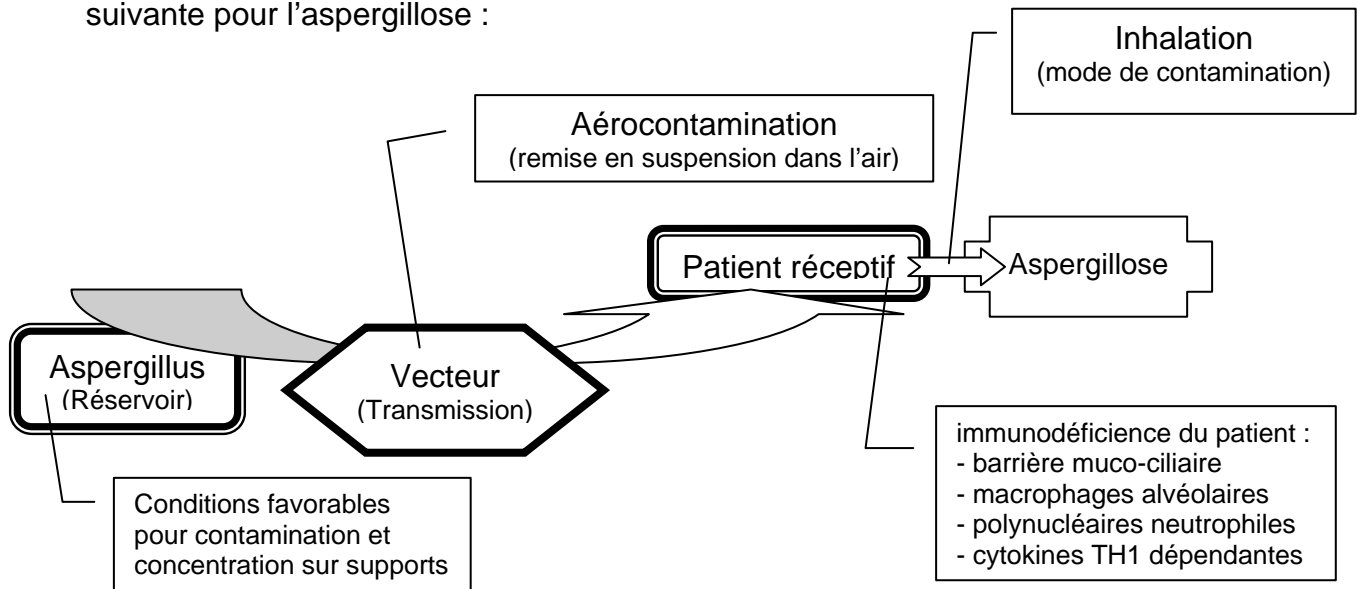 suivante pour l'aspergillose :
Inhalation
(mode de contamination)
Aérocontamination
(remise en suspension dans l'air)
Patient réceptif
Aspergillose
Aspergillus
(Réservoir)
Vecteur
(Transmission)
immunodéficience du patient :
- barrière muco-ciliaire
- macrophages alvéolaires
- polynucléaires neutrophiles
- cytokines TH1 dépendantes
Conditions favorables
pour contamination et
concentration sur supports